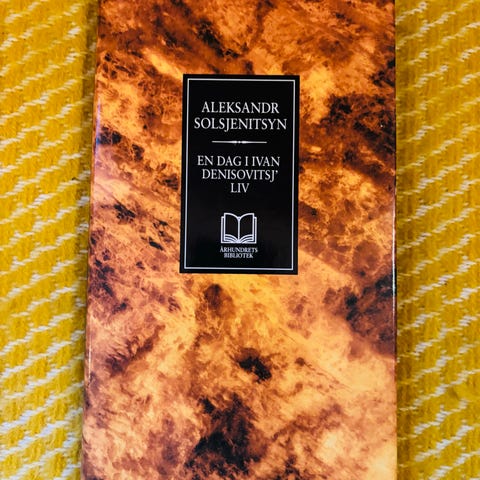 ALEKSANDR
SOLSJENITSYN
EN DAG I IVAN
DENISOVITSJ'
LIV
ÅRHUNDRETS
BIBLIOTEK